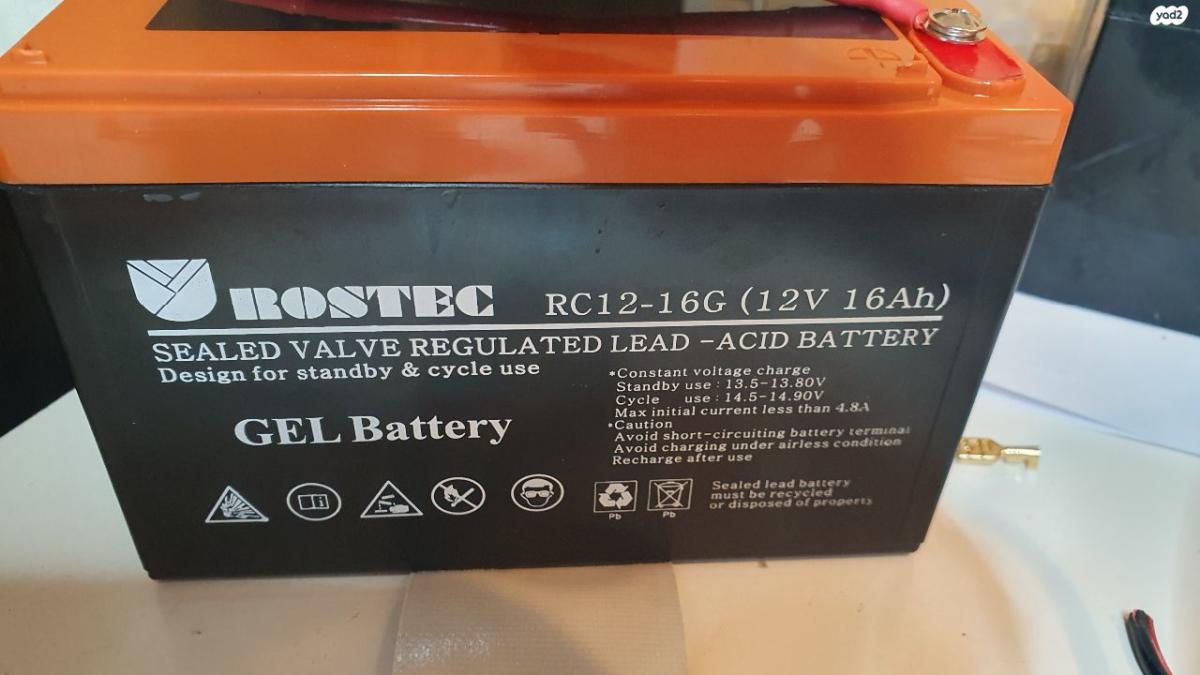 yad2
ROSTEC RC12-16G (12V 16Ah)
SEALED VALVE REGULATED LEAD -ACID BATTERY
Design for standby & cycle use
GEL Battery
*Constant voltage charge
Standby use : 13.5-13.80V
Cycle use : 14.5-14.90V
Max initial current less than 4.8A
•Caution
Avoid short-circuiting battery terminal
Avoid charging under airless condition
Recharge after use
Pb
Pb
Sealed lead battery
must be recycled
or disposed of property